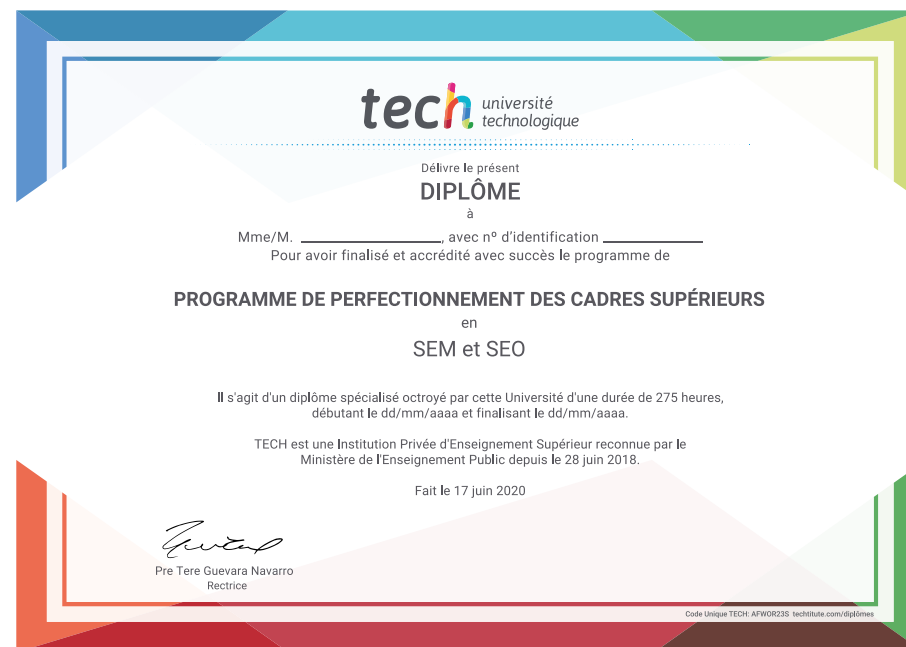 tech université
technologique
Délivre le présent
DIPLÔME
à
Mme/M. ____________________, avec nº d'identification ______________
Pour avoir finalisé et accrédité avec succès le programme de
PROGRAMME DE PERFECTIONNEMENT DES CADRES SUPÉRIEURS
en
SEM et SEO
Il s'agit d'un diplôme spécialisé octroyé par cette Université d'une durée de 275 heures,
débutant le dd/mm/aaaa et finalisant le dd/mm/aaaa.
TECH est une Institution Privée d'Enseignement Supérieur reconnue par le
Ministère de l'Enseignement Public depuis le 28 juin 2018.
Fait le 17 juin 2020
Pre Tere Guevara Navarro
Rectrice
Code Unique TECH: AFWOR23S techtitute.com/diplômes